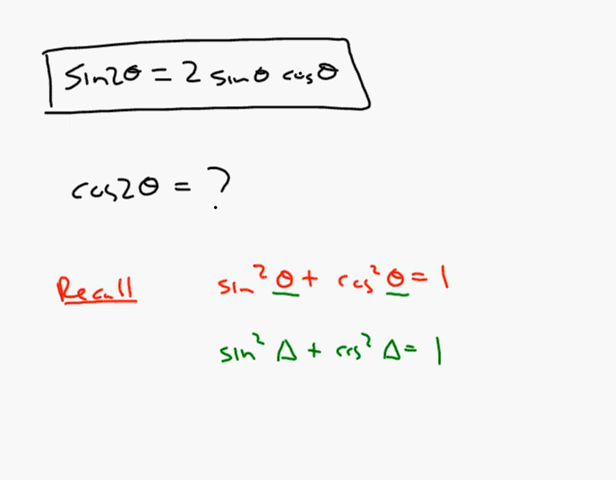 sin2θ = 2 sinθ cosθ
cos2θ = ?
Recall sin²θ + cos²θ = 1
sin²Δ + cos²Δ = 1